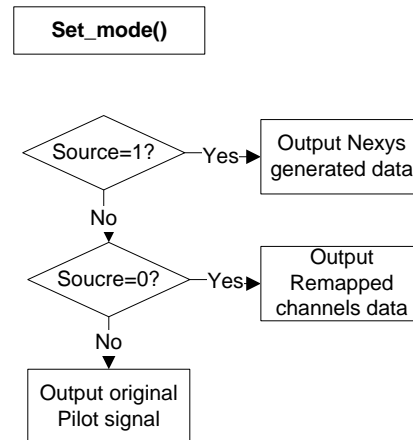 Set_mode()
Source=1?
Yes
Output Nexys
generated data
No
Soucre=0?
Yes
Output
Remapped
channels data
No
Output original
Pilot signal